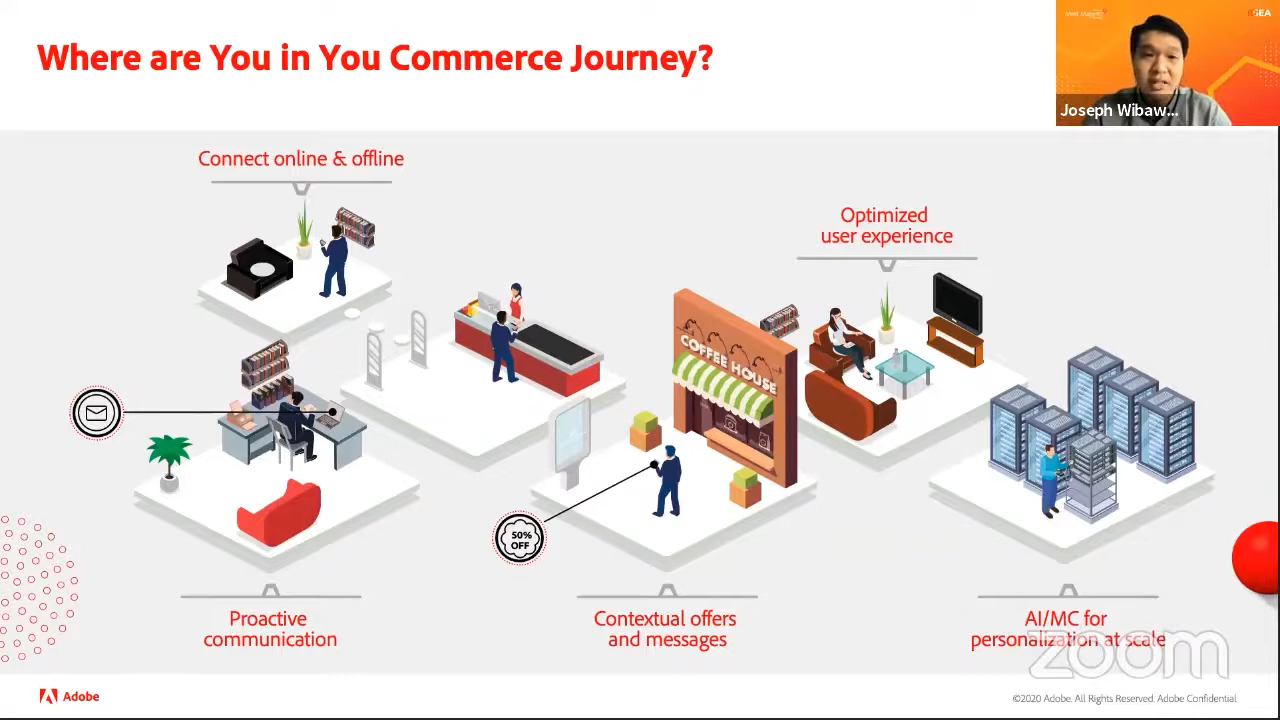 Where are You in You Commerce Journey?
Joseph Wibaw...
Connect online & offline
Optimized
user experience
COFFEE HOUSE
50%
OFF
Proactive
communication
Contextual offers
and messages
AI/MC for
personalization at scale
zoom
Adobe
©2020 Adobe. All Rights Reserved. Adobe Confidential.